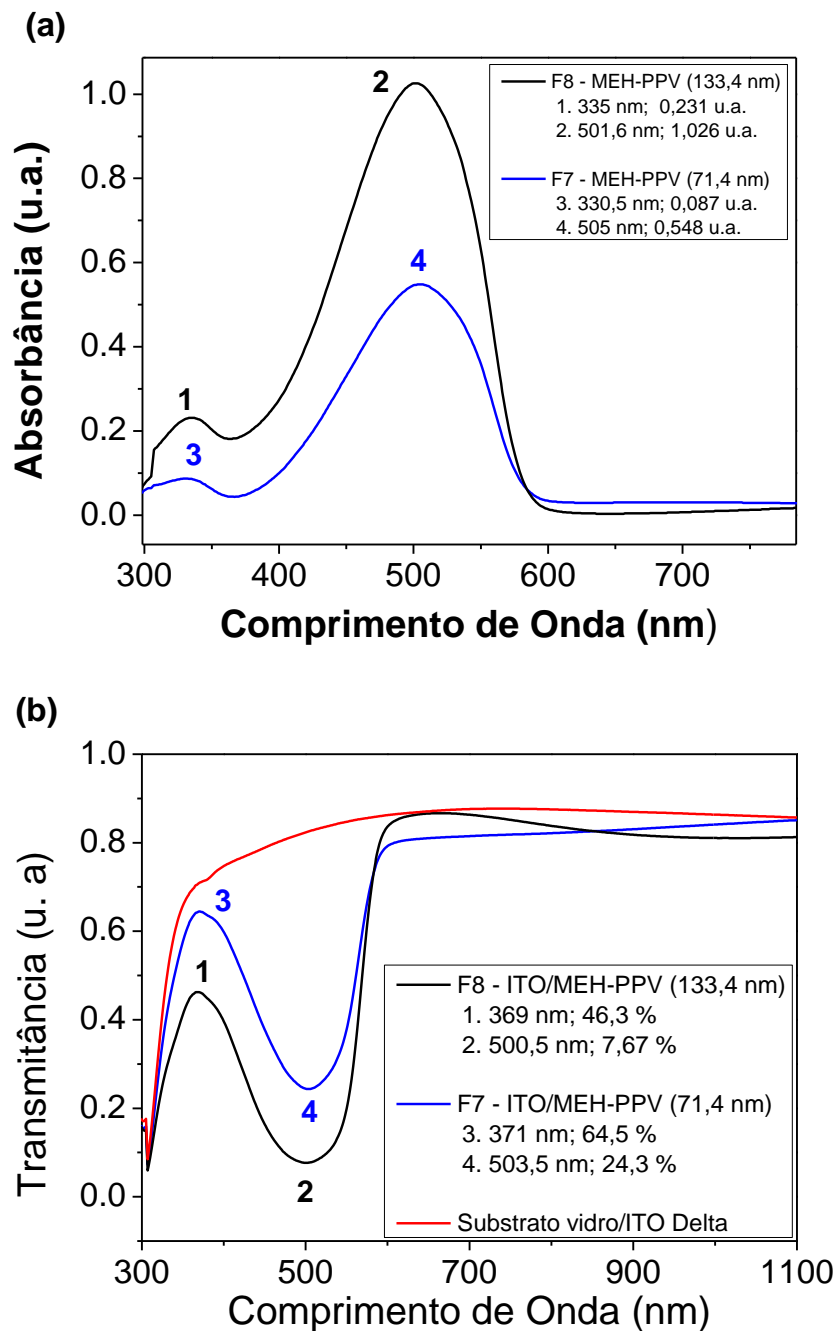 (a)
1.0
0.8
0.6
0.4
0.2
0.0
Absorbância (u.a.)
1
2
3
4
F8 - MEH-PPV (133,4 nm)
1. 335 nm; 0,231 u.a.
2. 501,6 nm; 1,026 u.a.
F7 - MEH-PPV (71,4 nm)
3. 330,5 nm; 0,087 u.a.
4. 505 nm; 0,548 u.a.
300 400 500 600 700
Comprimento de Onda (nm)
(b)
1.0
0.8
0.6
0.4
0.2
0.0
Transmitância (u. a)
3
1
4
2
F8 - ITO/MEH-PPV (133,4 nm)
1. 369 nm; 46,3 %
2. 500,5 nm; 7,67 %
F7 - ITO/MEH-PPV (71,4 nm)
3. 371 nm; 64,5 %
4. 503,5 nm; 24,3 %
Substrato vidro/ITO Delta
300 500 700 900 1100
Comprimento de Onda (nm)